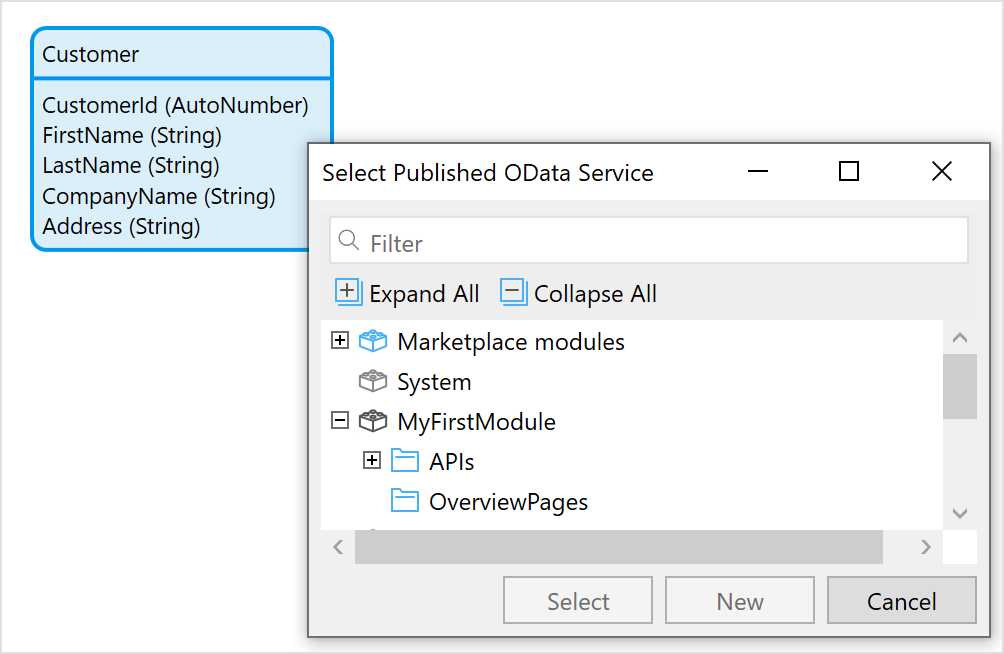 Customer
CustomerId (AutoNumber)
FirstName (String)
LastName (String)
CompanyName (String)
Address (String)
Select Published OData Service
Filter
Expand All Collapse All
Marketplace modules
System
MyFirstModule
APIs
OverviewPages
Select New Cancel